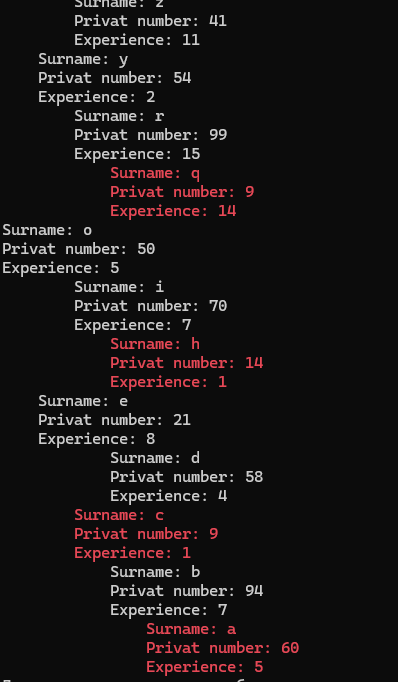 Surname: z
Privat number: 41
Experience: 11
Surname: y
Privat number: 54
Experience: 2
Surname: r
Privat number: 99
Experience: 15
Surname: q
Privat number: 9
Experience: 14
Surname: o
Privat number: 50
Experience: 5
Surname: i
Privat number: 70
Experience: 7
Surname: h
Privat number: 14
Experience: 1
Surname: e
Privat number: 21
Experience: 8
Surname: d
Privat number: 58
Experience: 4
Surname: c
Privat number: 9
Experience: 1
Surname: b
Privat number: 94
Experience: 7
Surname: a
Privat number: 60
Experience: 5